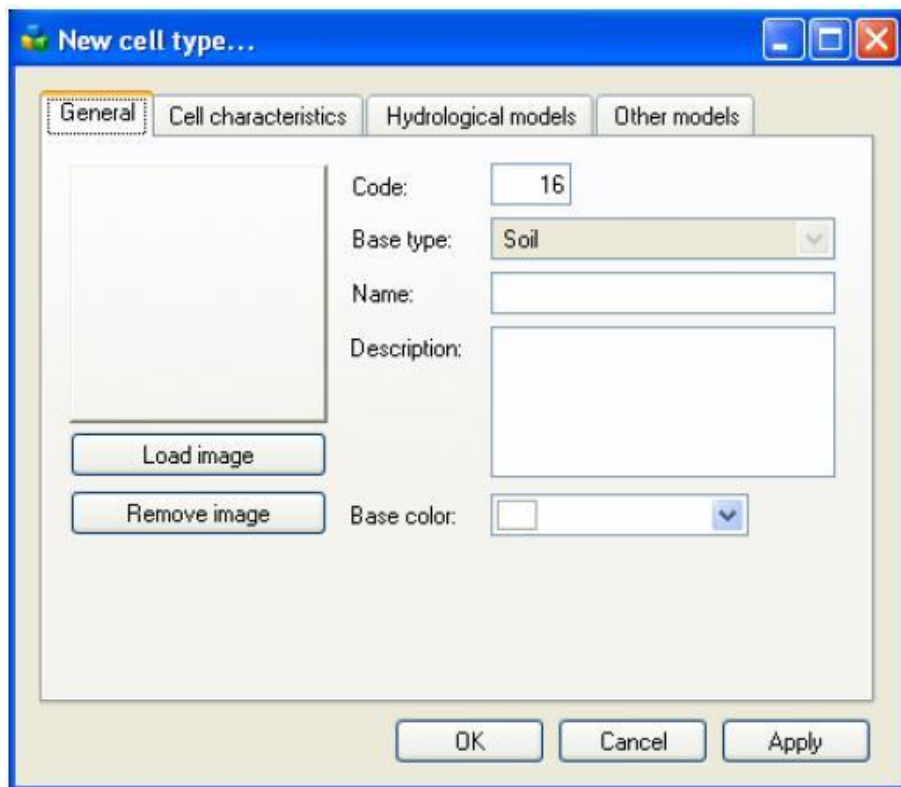 New cell type...
General Cell characteristics Hydrological models Other models
Code: 16
Base type: Soil
Name:
Description:
Load image
Remove image Base color:
OK Cancel Apply